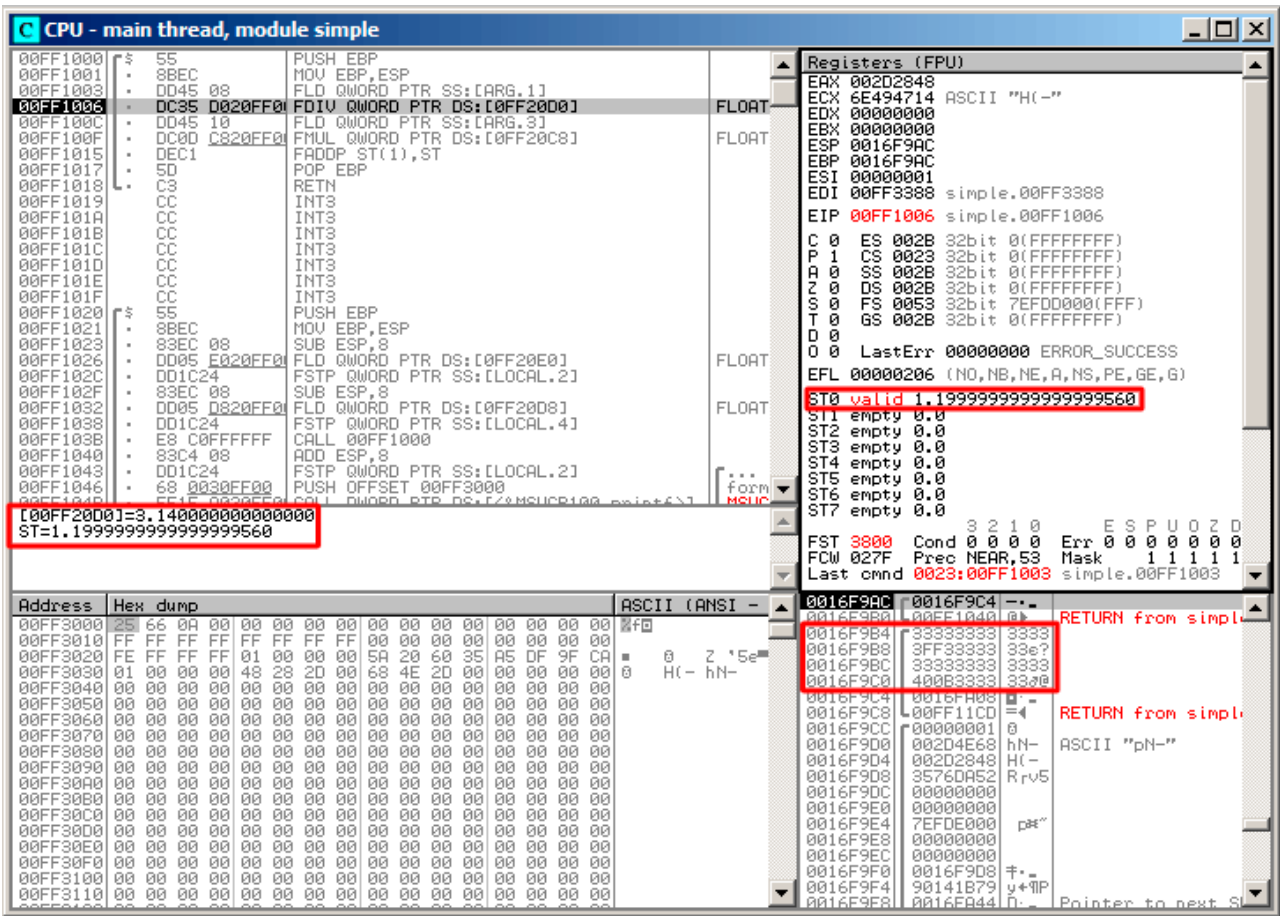 CPU - main thread, module simple
00FF1000 $ 55 PUSH EBP
00FF1001 · 8BEC MOV EBP,ESP
00FF1003 · DD45 08 FLD QWORD PTR SS:[ARG.1]
00FF1006 · DC35 D020FF0 FDIV QWORD PTR DS:[0FF20D0] FLOAT
00FF100C · DD45 10 FLD QWORD PTR SS:[ARG.3]
00FF100F · DC0D C820FF0 FMUL QWORD PTR DS:[0FF20C8] FLOAT
00FF1015 · DEC1 FADDP ST(1),ST
00FF1017 · 5D POP EBP
00FF1018 · C3 RETN
00FF1019 CC INT3
00FF101A CC INT3
00FF101B CC INT3
00FF101C CC INT3
00FF101D CC INT3
00FF101E CC INT3
00FF101F CC INT3
00FF1020 $ 55 PUSH EBP
00FF1021 · 8BEC MOV EBP,ESP
00FF1023 · 83EC 08 SUB ESP,8
00FF1026 · DD05 E020FF0 FLD QWORD PTR DS:[0FF20E0] FLOAT
00FF102C · DD1C24 FSTP QWORD PTR SS:[LOCAL.2]
00FF102F · 83EC 08 SUB ESP,8
00FF1032 · DD05 D820FF0 FLD QWORD PTR DS:[0FF20D8] FLOAT
00FF1038 · DD1C24 FSTP QWORD PTR SS:[LOCAL.4]
00FF103B · E8 C0FFFFFF CALL 00FF1000
00FF1040 · 83C4 08 ADD ESP,8
00FF1043 · DD1C24 FSTP QWORD PTR SS:[LOCAL.2] ...
00FF1046 · 68 0030FF00 PUSH OFFSET 00FF3000 form
[00FF20D0]=3.140000000000000
ST=1.1999999999999999560
Registers (FPU)
EAX 002D2848
ECX 6E494714 ASCII "H(-"
EDX 00000000
EBX 00000000
ESP 0016F9AC
EBP 0016F9AC
ESI 00000001
EDI 00FF3388 simple.00FF3388
EIP 00FF1006 simple.00FF1006
C 0 ES 002B 32bit 0(FFFFFFFF)
P 1 CS 0023 32bit 0(FFFFFFFF)
A 0 SS 002B 32bit 0(FFFFFFFF)
Z 0 DS 002B 32bit 0(FFFFFFFF)
S 0 FS 0053 32bit 7EFDD000(FFF)
T 0 GS 002B 32bit 0(FFFFFFFF)
D 0
O 0 LastErr 00000000 ERROR_SUCCESS
EFL 00000206 (NO,NB,NE,A,NS,PE,GE,G)
ST0 valid 1.1999999999999999560
ST1 empty 0.0
ST2 empty 0.0
ST3 empty 0.0
ST4 empty 0.0
ST5 empty 0.0
ST6 empty 0.0
ST7 empty 0.0
3 2 1 0 E S P U O Z D
FST 3800 Cond 0 0 0 0 Err 0 0 0 0 0 0 0
FCW 027F Prec NEAR,53 Mask 1 1 1 1 1
Last cmnd 0023:00FF1003 simple.00FF1003
Address Hex dump ASCII (ANSI -
00FF3000 25 66 0A 00 00 00 00 00 00 00 00 00 00 00 00 00 %f
00FF3010 FF FF FF FF FF FF FF FF 00 00 00 00 00 00 00 00
00FF3020 FE FF FF FF 01 00 00 00 5A 20 60 35 A5 DF 9F CA
00FF3030 01 00 00 00 48 28 2D 00 68 4E 2D 00 00 00 00 00 H(- hN-
00FF3040 00 00 00 00 00 00 00 00 00 00 00 00 00 00 00 00
00FF3050 00 00 00 00 00 00 00 00 00 00 00 00 00 00 00 00
00FF3060 00 00 00 00 00 00 00 00 00 00 00 00 00 00 00 00
00FF3070 00 00 00 00 00 00 00 00 00 00 00 00 00 00 00 00
00FF3080 00 00 00 00 00 00 00 00 00 00 00 00 00 00 00 00
00FF3090 00 00 00 00 00 00 00 00 00 00 00 00 00 00 00 00
00FF30A0 00 00 00 00 00 00 00 00 00 00 00 00 00 00 00 00
00FF30B0 00 00 00 00 00 00 00 00 00 00 00 00 00 00 00 00
00FF30C0 00 00 00 00 00 00 00 00 00 00 00 00 00 00 00 00
00FF30D0 00 00 00 00 00 00 00 00 00 00 00 00 00 00 00 00
00FF30E0 00 00 00 00 00 00 00 00 00 00 00 00 00 00 00 00
00FF30F0 00 00 00 00 00 00 00 00 00 00 00 00 00 00 00 00
00FF3100 00 00 00 00 00 00 00 00 00 00 00 00 00 00 00 00
00FF3110 00 00 00 00 00 00 00 00 00 00 00 00 00 00 00 00
0016F9AC 0016F9C4
0016F9B0 00FF1040 RETURN from simpl
0016F9B4 33333333 3333
0016F9B8 3FF33333 33e?
0016F9BC 33333333 3333
0016F9C0 400B3333 33♂@
0016F9C4 0016FA08
0016F9C8 00FF11CD RETURN from simpl
0016F9CC 00000001
0016F9D0 002D4E68 hN- ASCII "pN-"
0016F9D4 002D2848 H(-
0016F9D8 3576DA52 Rrv5
0016F9DC 00000000
0016F9E0 00000000
0016F9E4 7EFDE000
0016F9E8 00000000
0016F9EC 00000000
0016F9F0 0016F9D8
0016F9F4 90141B79 y←¶P
0016F9F8 0016FA44 Pointer to next S